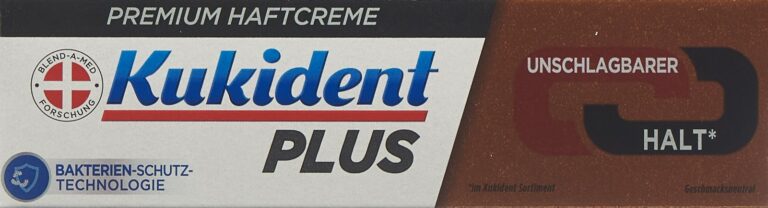 PREMIUM HAFTCREME
BLEND-A-MED
FORSCHUNG
Kukident
PLUS
BAKTERIEN-SCHUTZ-
TECHNOLOGIE
UNSCHLAGBARER
HALT*
*im Kukident Sortiment
Geschmacksneutral